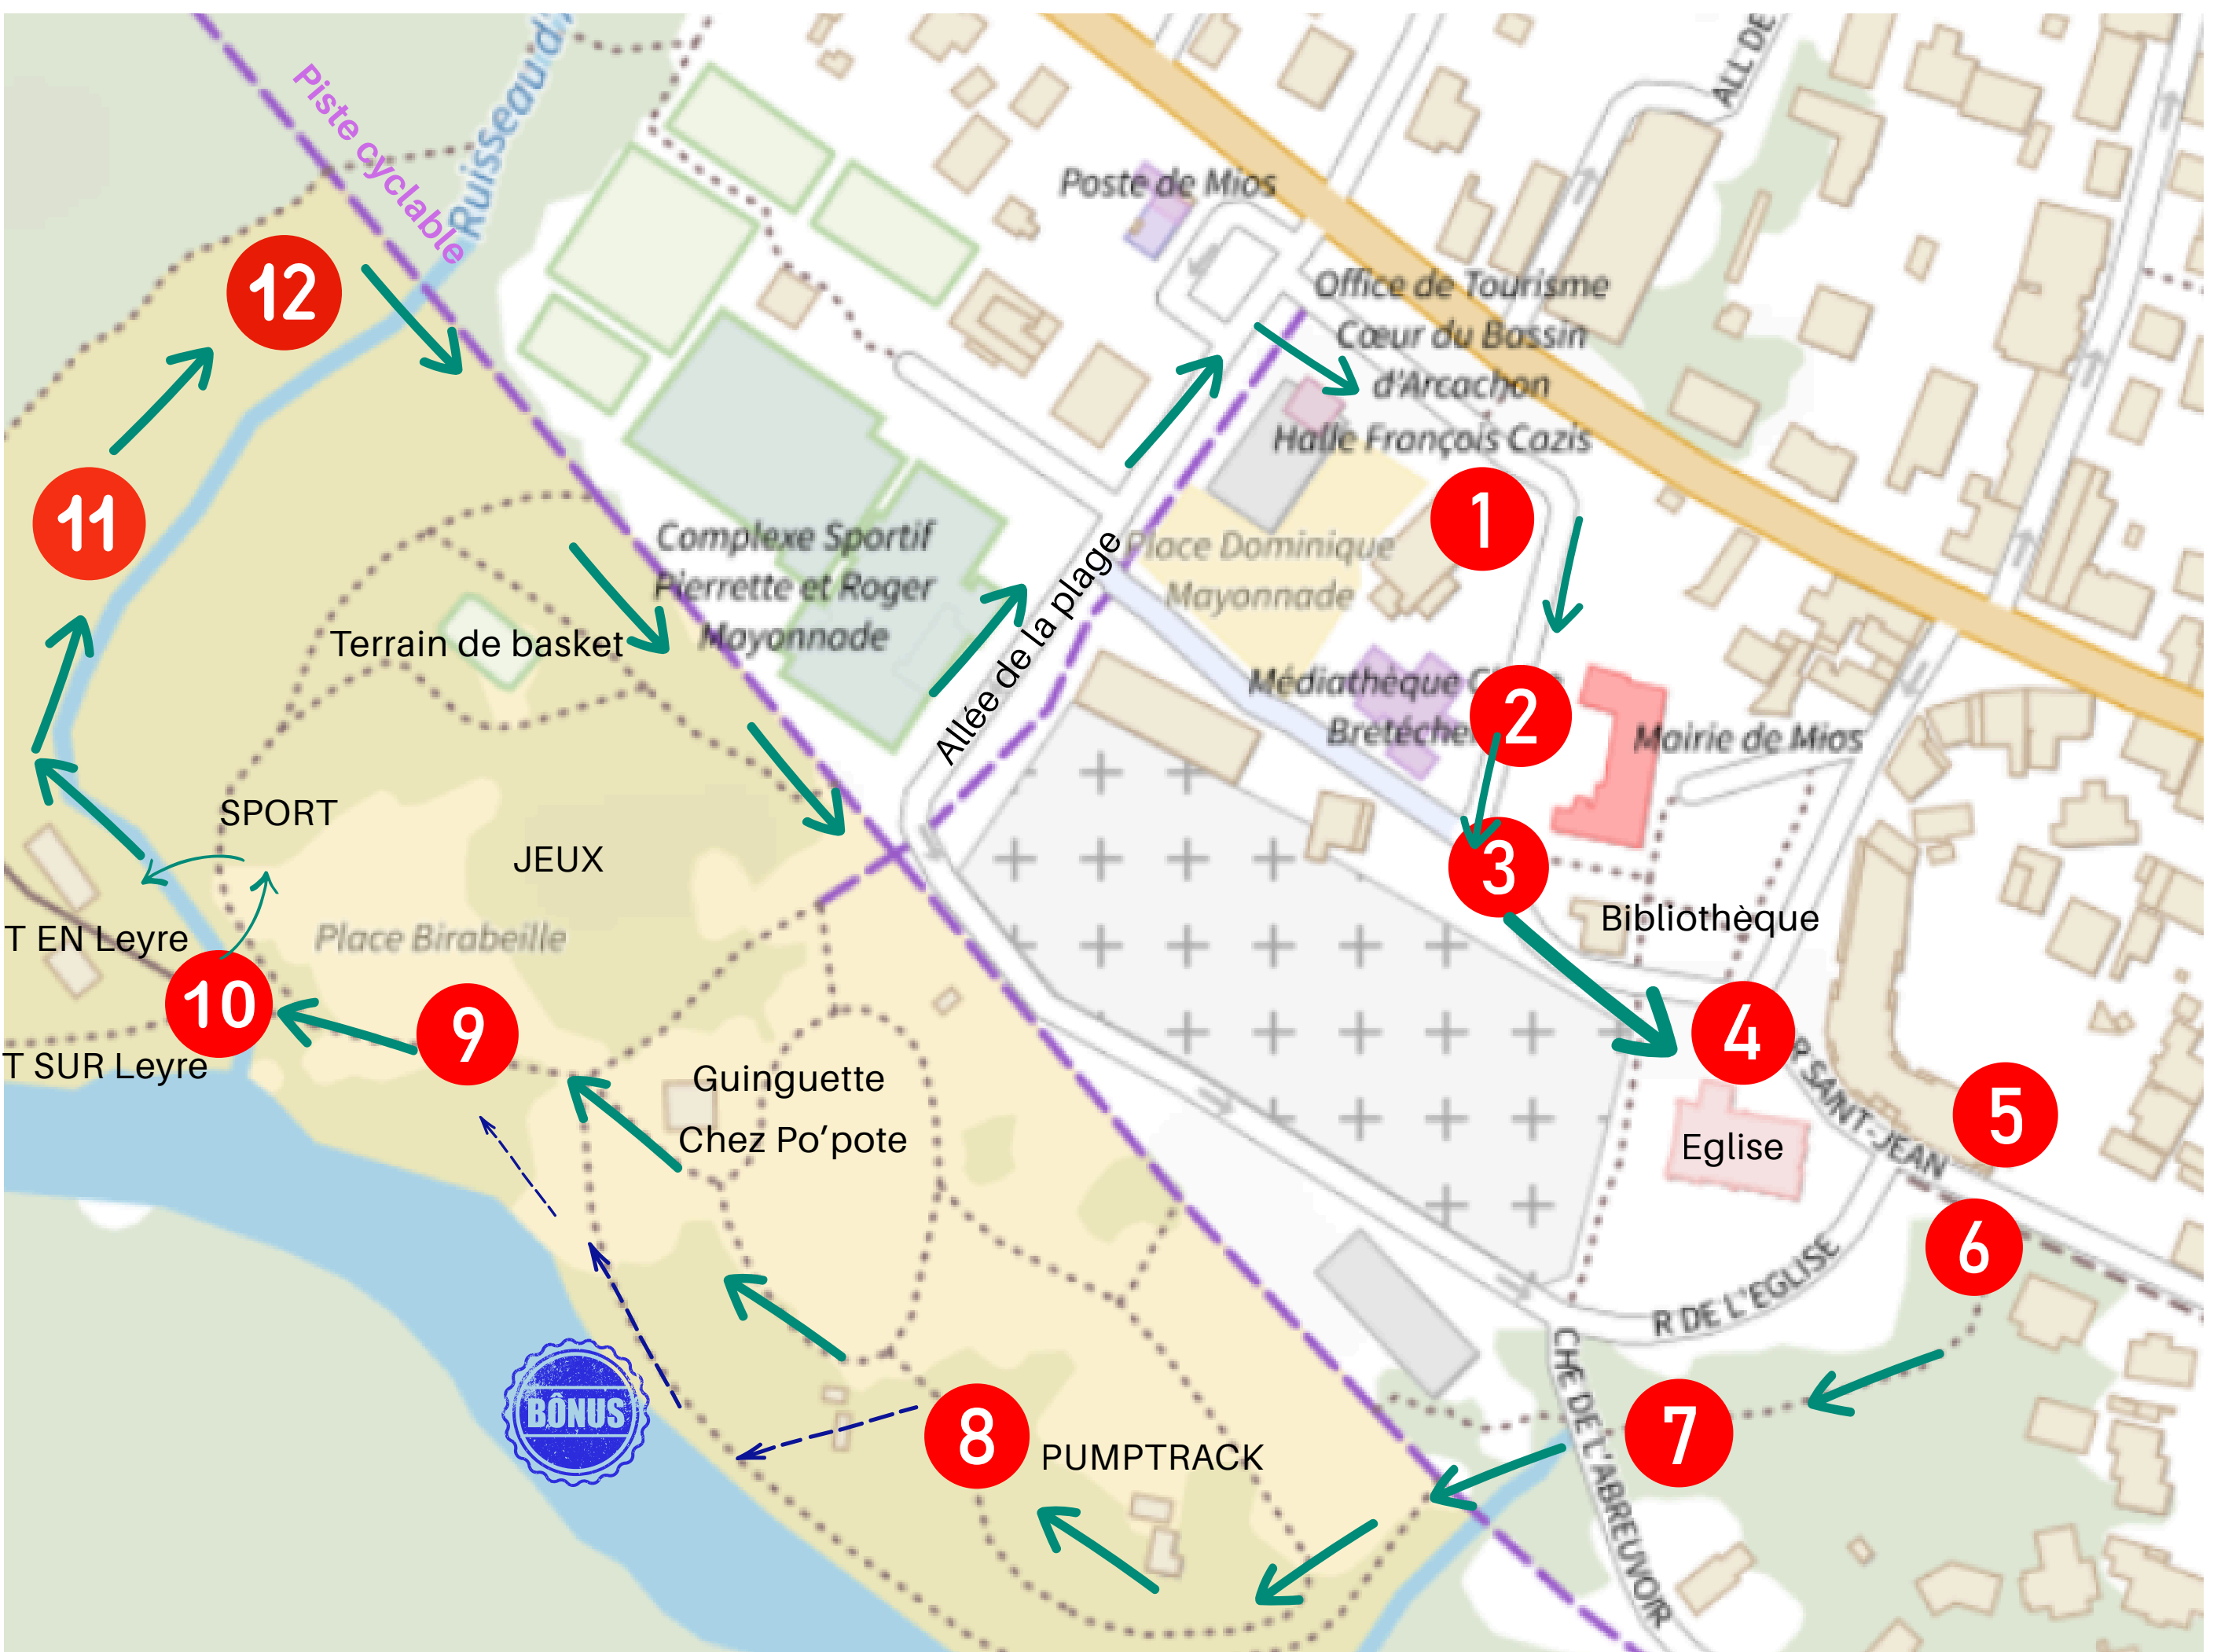 Piste cyclable
Ruisseau
ALL DE
Poste de Mios
12
Office de Tourisme
Cœur du Bassin
d'Arcachon
Halle François Cazis
11
1
Complexe Sportif
Pierrette et Roger
Mayonnade
Allée de la plage
Place Dominique
Mayonnade
Terrain de basket
Médiathèque
Bretéche
2
Mairie de Mios
SPORT
JEUX
3
Bibliothèque
T EN Leyre
Place Birabeille
10
9
4
T SUR Leyre
Guinguette
Chez Po'pote
R SAINT-JEAN
5
Eglise
6
R DE L'EGLISE
BÔNUS
8
PUMPTRACK
7
CHE DE L'ABREUVOIR